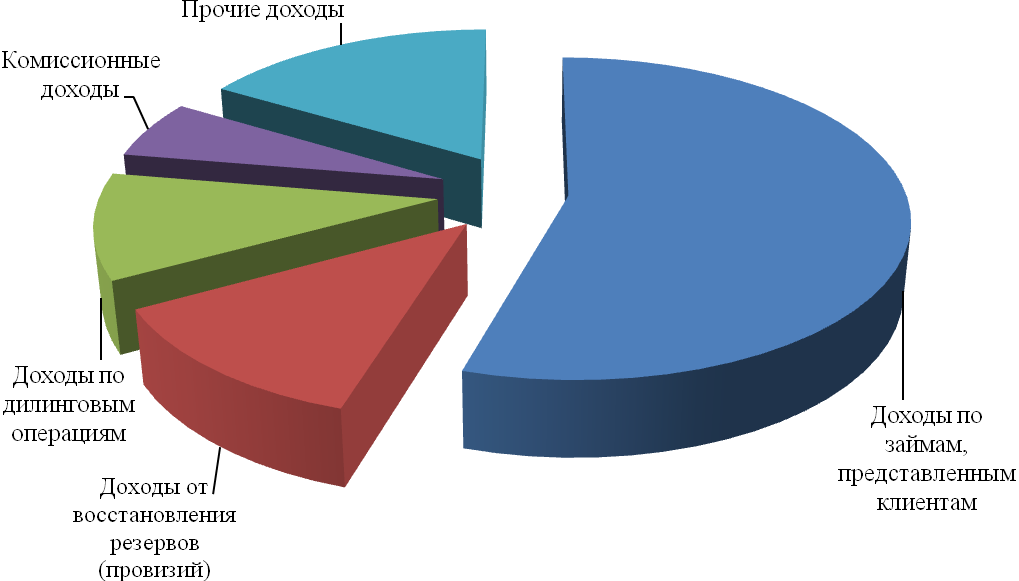 Прочие доходы
Комиссионные
доходы
Доходы по
дилинговым
операциям
Доходы от
восстановления
резервов
(провизий)
Доходы по
займам,
представленным
клиентам